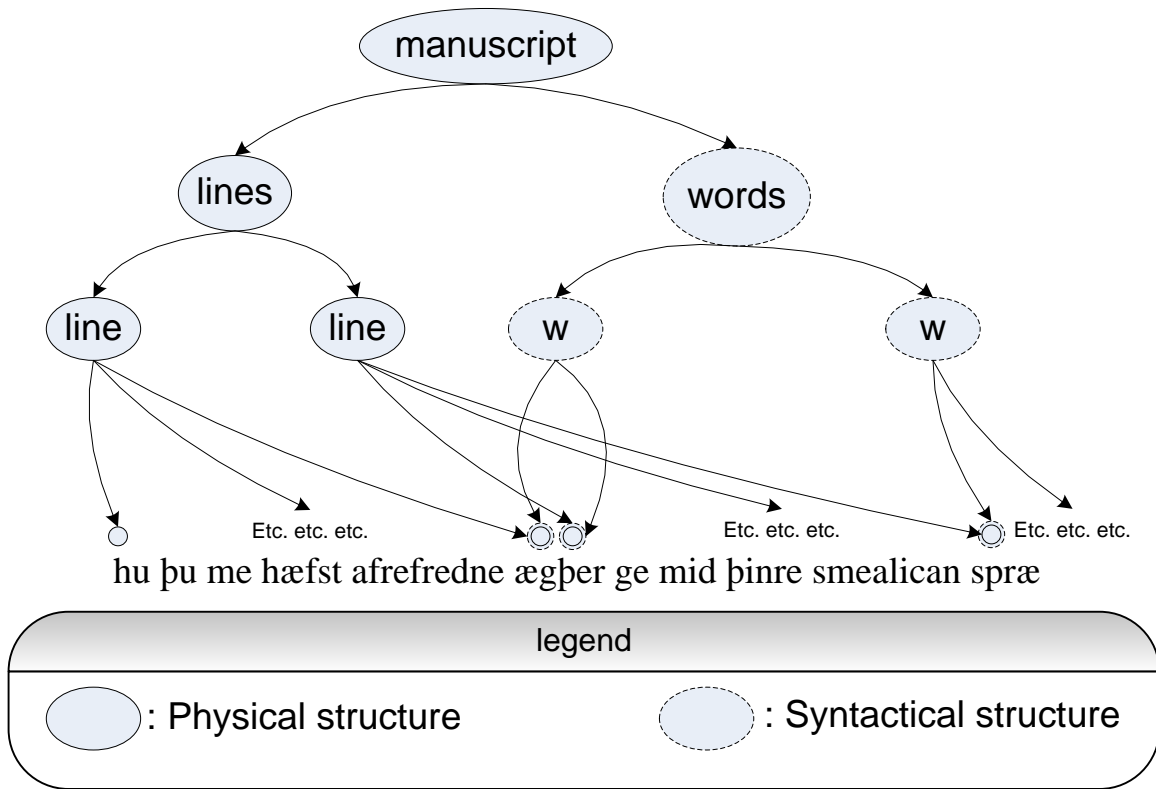 manuscript
lines words
line line w w
Etc. etc. etc. Etc. etc. etc. Etc. etc. etc.
hu þu me hæfst afrefredne ægþer ge mid þinre smealican spræ
legend
: Physical structure : Syntactical structure